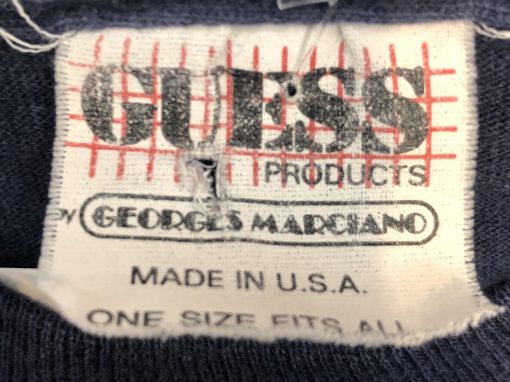 GUESS
PRODUCTS
BY GEORGES MARCIANO
MADE IN U.S.A.
ONE SIZE FITS ALL